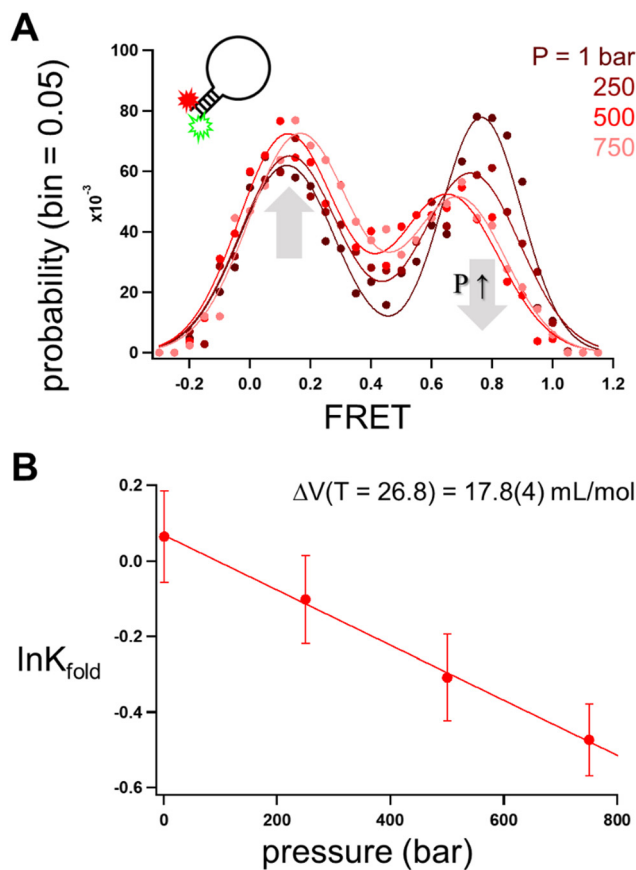 A
P = 1 bar
250
500
750
probability (bin = 0.05)
x10⁻³
100
80
60
40
20
0
P ↑
-0.2 0.0 0.2 0.4 0.6 0.8 1.0 1.2
FRET
B
ΔV(T = 26.8) = 17.8(4) mL/mol
lnK_fold
0.2
0.0
-0.2
-0.4
-0.6
0 200 400 600 800
pressure (bar)